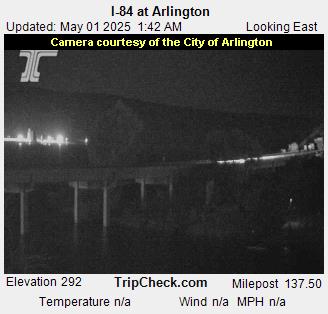 I-84 at Arlington
Updated: May 01 2025 1:42 AM Looking East
Camera courtesy of the City of Arlington
Elevation 292 TripCheck.com Milepost 137.50
Temperature n/a Wind n/a MPH n/a